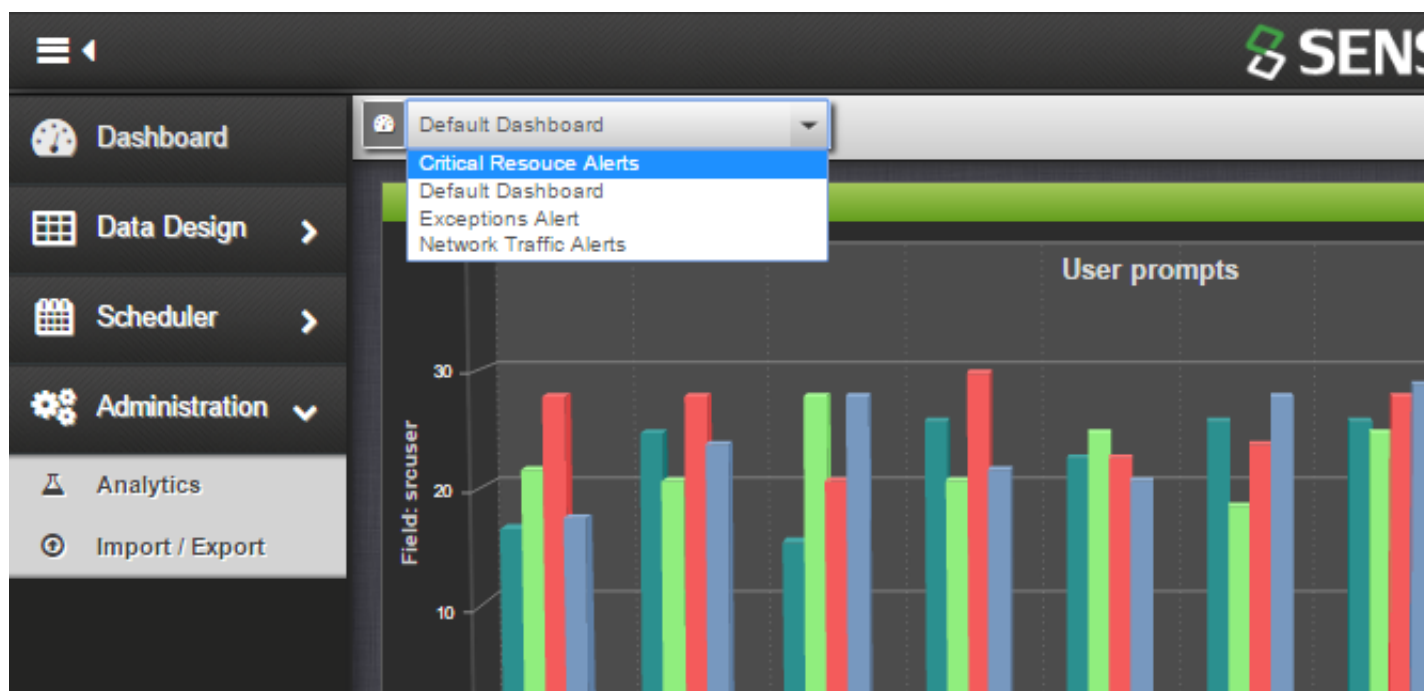 SENS
Dashboard
Default Dashboard
Critical Resouce Alerts
Default Dashboard
Exceptions Alert
Network Traffic Alerts
Data Design
Scheduler
Administration
Analytics
Import / Export
User prompts
Field: srcuser
30
20
10